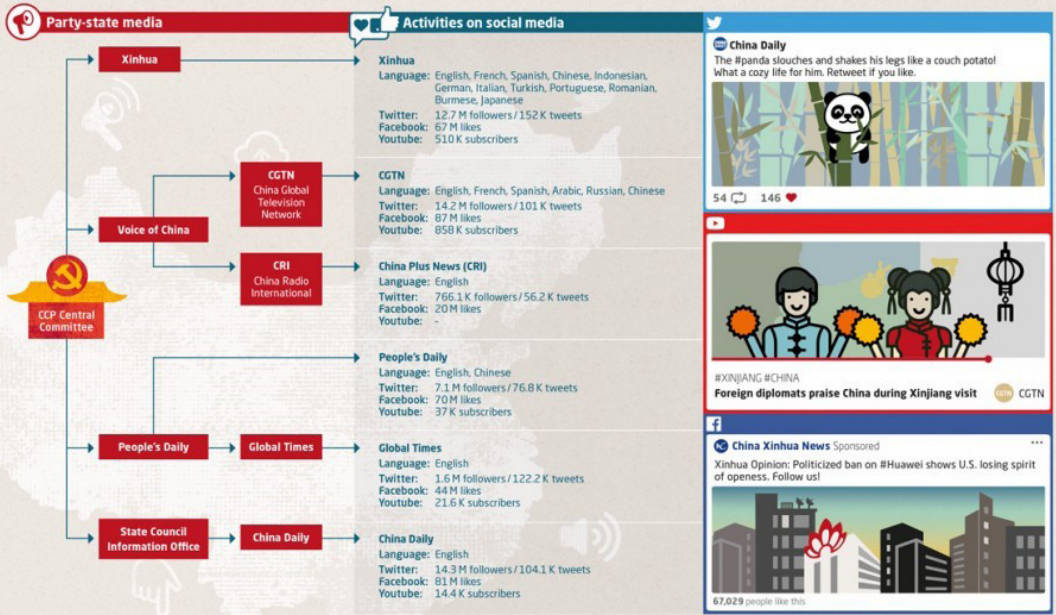 Party-state media
Activities on social media
Xinhua
Voice of China
CGTN
China Global
Television
Network
CRI
China Radio
International
CCP Central
Committee
People's Daily
Global Times
State Council
Information Office
China Daily
Xinhua
Language: English, French, Spanish, Chinese, Indonesian,
German, Italian, Turkish, Portuguese, Romanian,
Burmese, Japanese
Twitter: 12.7 M followers/152 K tweets
Facebook: 67 M likes
Youtube: 510 K subscribers
CGTN
Language: English, French, Spanish, Arabic, Russian, Chinese
Twitter: 14.2 M followers/101 K tweets
Facebook: 87 M likes
Youtube: 858 K subscribers
China Plus News (CRI)
Language: English
Twitter: 766.1 K followers/56.2 K tweets
Facebook: 20 M likes
Youtube: -
People's Daily
Language: English, Chinese
Twitter: 7.1 M followers/76.8 K tweets
Facebook: 70 M likes
Youtube: 37 K subscribers
Global Times
Language: English
Twitter: 1.6 M followers/122.2 K tweets
Facebook: 44 M likes
Youtube: 21.6 K subscribers
China Daily
Language: English
Twitter: 14.3 M followers/104.1 K tweets
Facebook: 81 M likes
Youtube: 14.4 K subscribers
China Daily
The #panda slouches and shakes his legs like a couch potato!
What a cozy life for him. Retweet if you like.
54 146
#XINJIANG #CHINA
Foreign diplomats praise China during Xinjiang visit
CGTN CGTN
China Xinhua News Sponsored
Xinhua Opinion: Politicized ban on #Huawei shows U.S. losing spirit
of openess. Follow us!
67,029 people like this